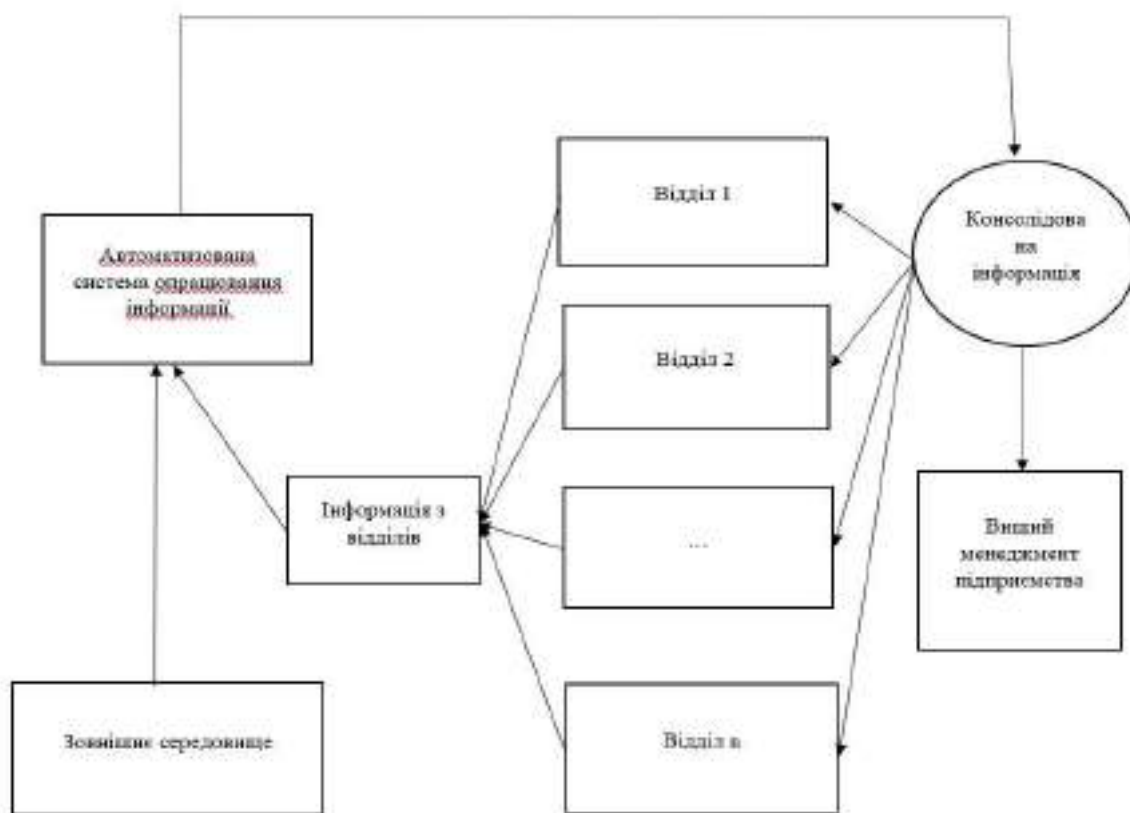 Відділ 1
Консолідова
на
інформація
Автоматизована
система опрацювання
інформації
Відділ 2
Інформація з
відділів
...
Вищий
менеджмент
підприємства
Зовнішнє середовище
Відділ n